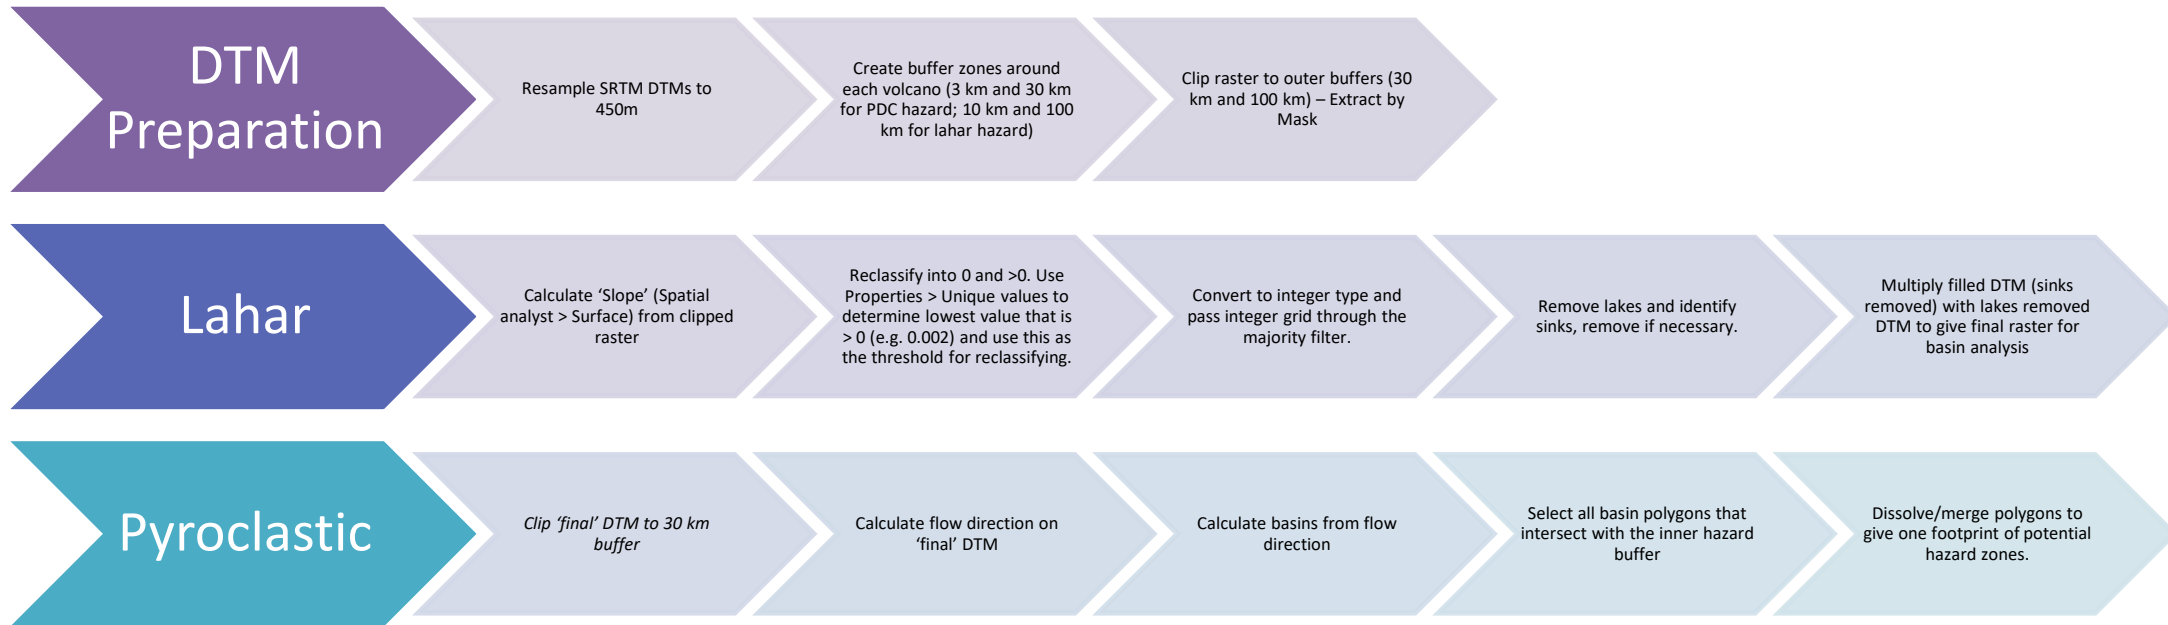 DTM
Preparation
Resample SRTM DTMs to
450m
Create buffer zones around
each volcano (3 km and 30 km
for PDC hazard; 10 km and 100
km for lahar hazard)
Clip raster to outer buffers (30
km and 100 km) – Extract by
Mask
Lahar
Calculate ‘Slope’ (Spatial
analyst > Surface) from clipped
raster
Reclassify into 0 and >0. Use
Properties > Unique values to
determine lowest value that is
> 0 (e.g. 0.002) and use this as
the threshold for reclassifying.
Convert to integer type and
pass integer grid through the
majority filter.
Remove lakes and identify
sinks, remove if necessary.
Multiply filled DTM (sinks
removed) with lakes removed
DTM to give final raster for
basin analysis
Pyroclastic
Clip ‘final’ DTM to 30 km
buffer
Calculate flow direction on
‘final’ DTM
Calculate basins from flow
direction
Select all basin polygons that
intersect with the inner hazard
buffer
Dissolve/merge polygons to
give one footprint of potential
hazard zones.